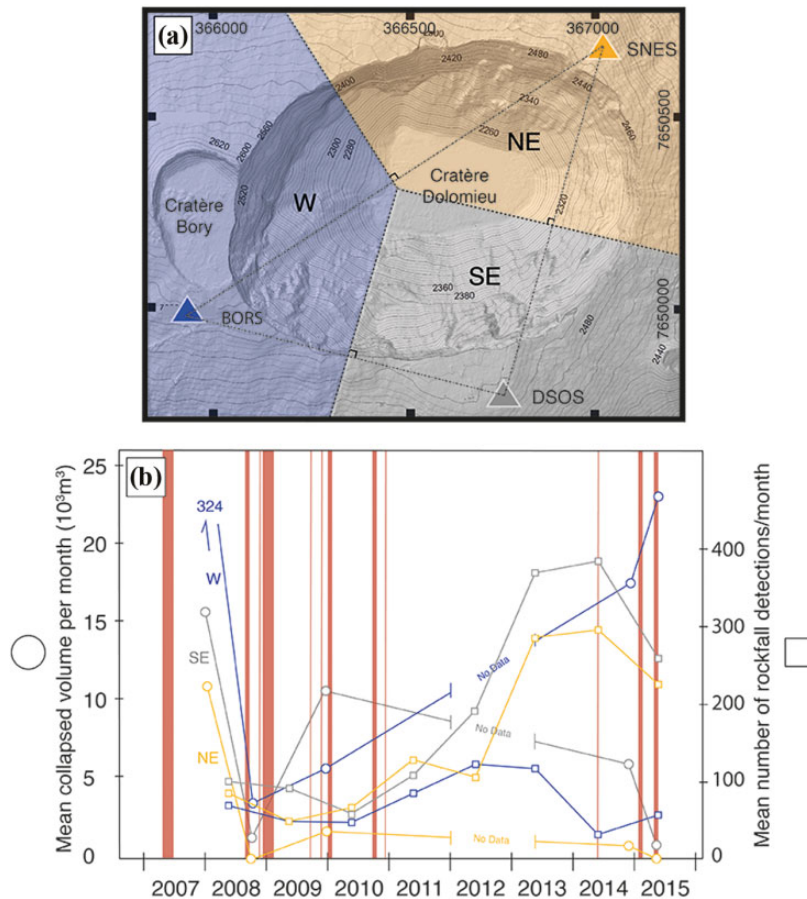 (a)
366000
366500
367000
SNES
7650500
7650000
2600
2480
2420
2440
2460
2400
2340
2260
2620
2600
2600
2300
2280
2520
2320
NE
W
Cratère
Dolomieu
Cratère
Bory
SE
2360
2380
2480
2440
BORS
DSOS
(b)
Mean collapsed volume per month (10³m³)
25
20
15
10
5
0
324
W
SE
NE
No Data
No Data
No Data
400
300
200
100
0
Mean number of rockfall detections/month
2007 2008 2009 2010 2011 2012 2013 2014 2015